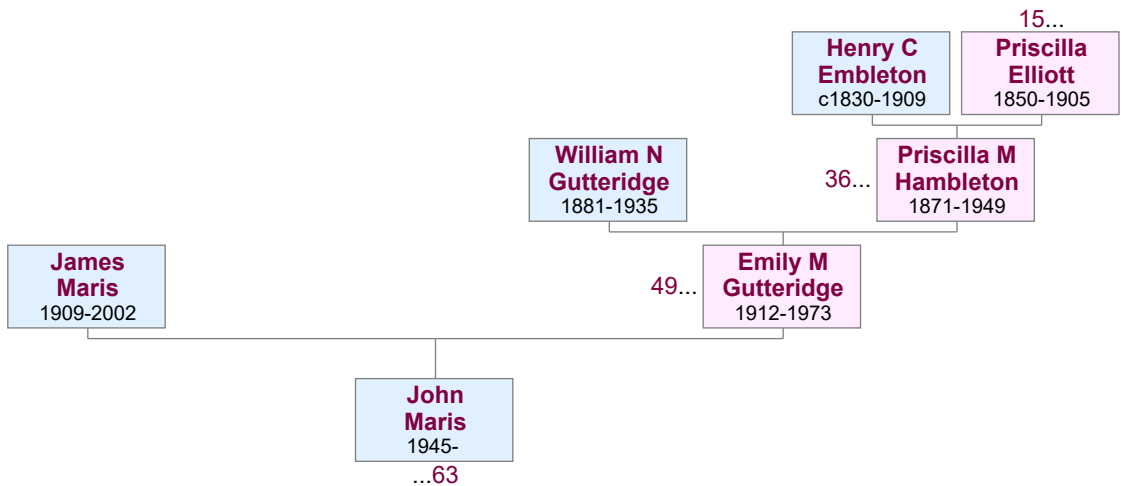 15...
Henry C
Embleton
c1830-1909
Priscilla
Elliott
1850-1905
William N
Gutteridge
1881-1935
36...
Priscilla M
Hambleton
1871-1949
James
Maris
1909-2002
49...
Emily M
Gutteridge
1912-1973
John
Maris
1945-
...63